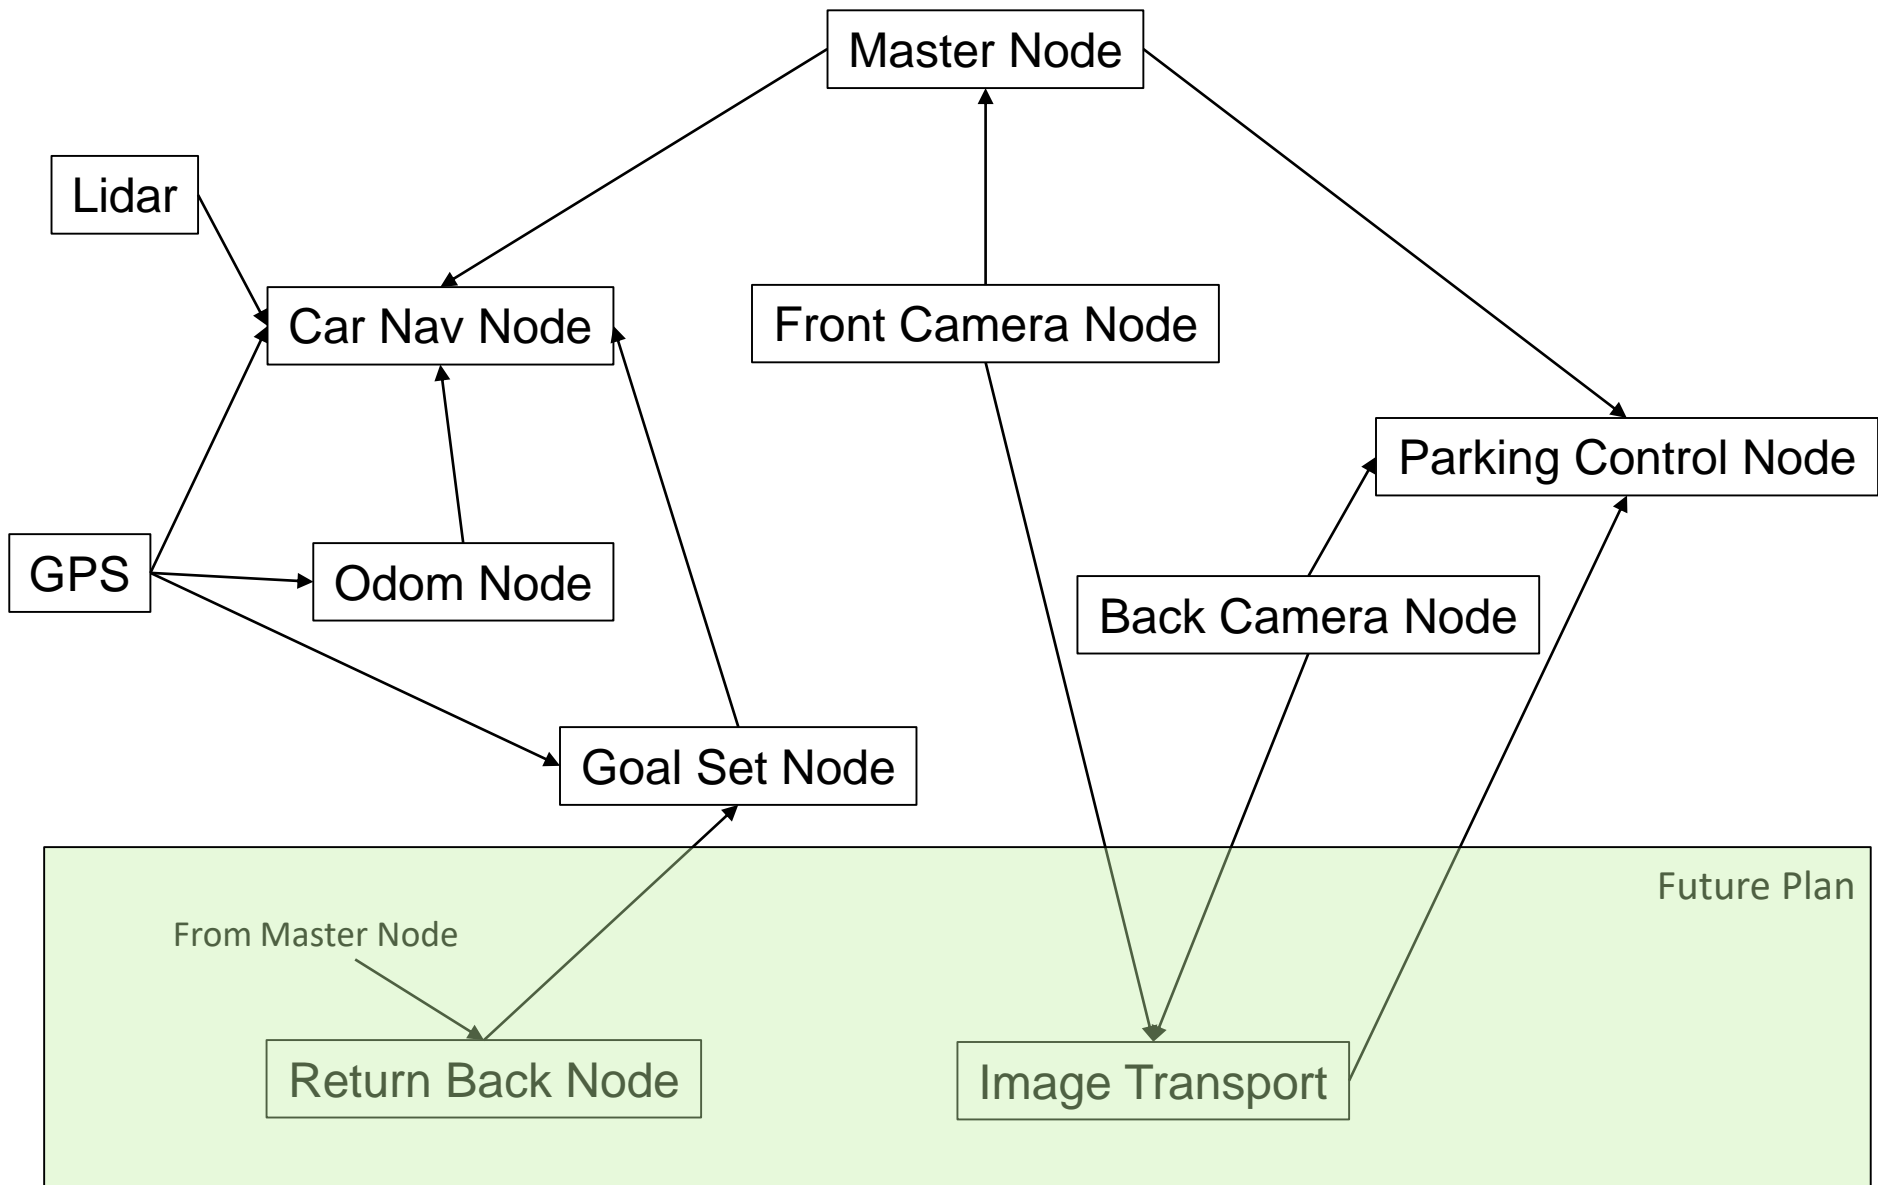 Master Node
Lidar
Car Nav Node
Front Camera Node
Parking Control Node
GPS
Odom Node
Back Camera Node
Goal Set Node
Future Plan
From Master Node
Return Back Node
Image Transport